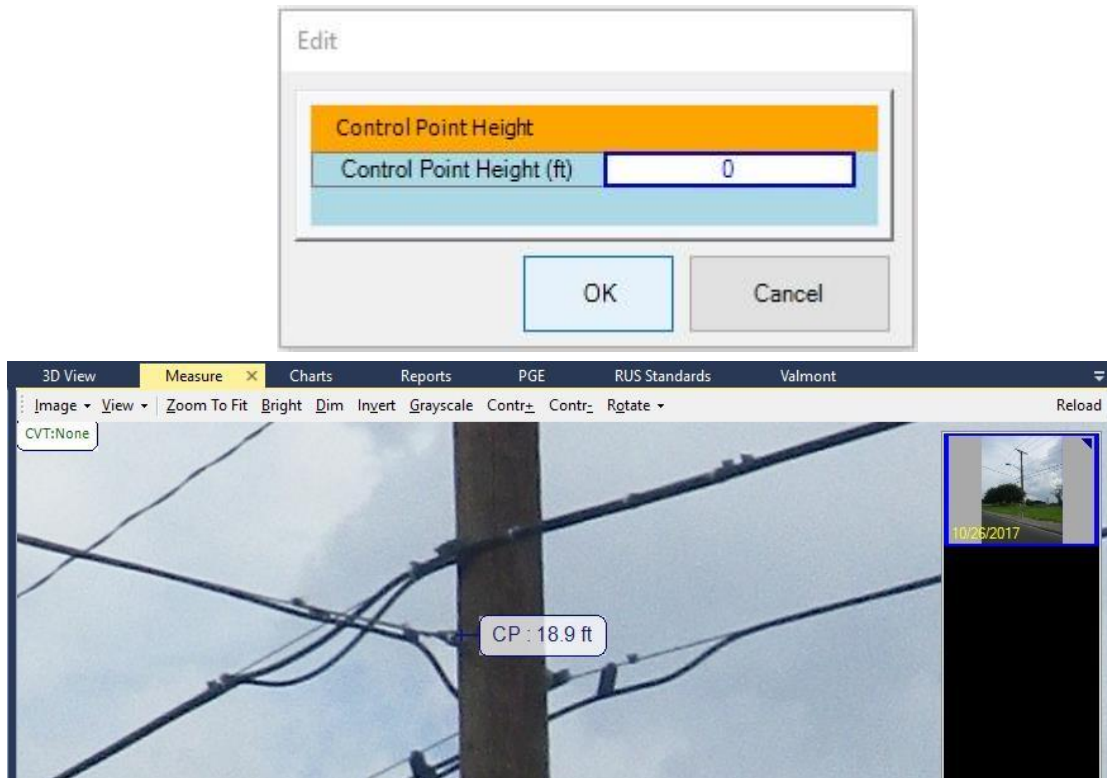 Edit
Control Point Height
Control Point Height (ft) 0
OK Cancel
3D View Measure × Charts Reports PGE RUS Standards Valmont
Image View Zoom To Fit Bright Dim Invert Grayscale Contr+ Contr- Rotate Reload
CVT:None
10/26/2017
CP : 18.9 ft